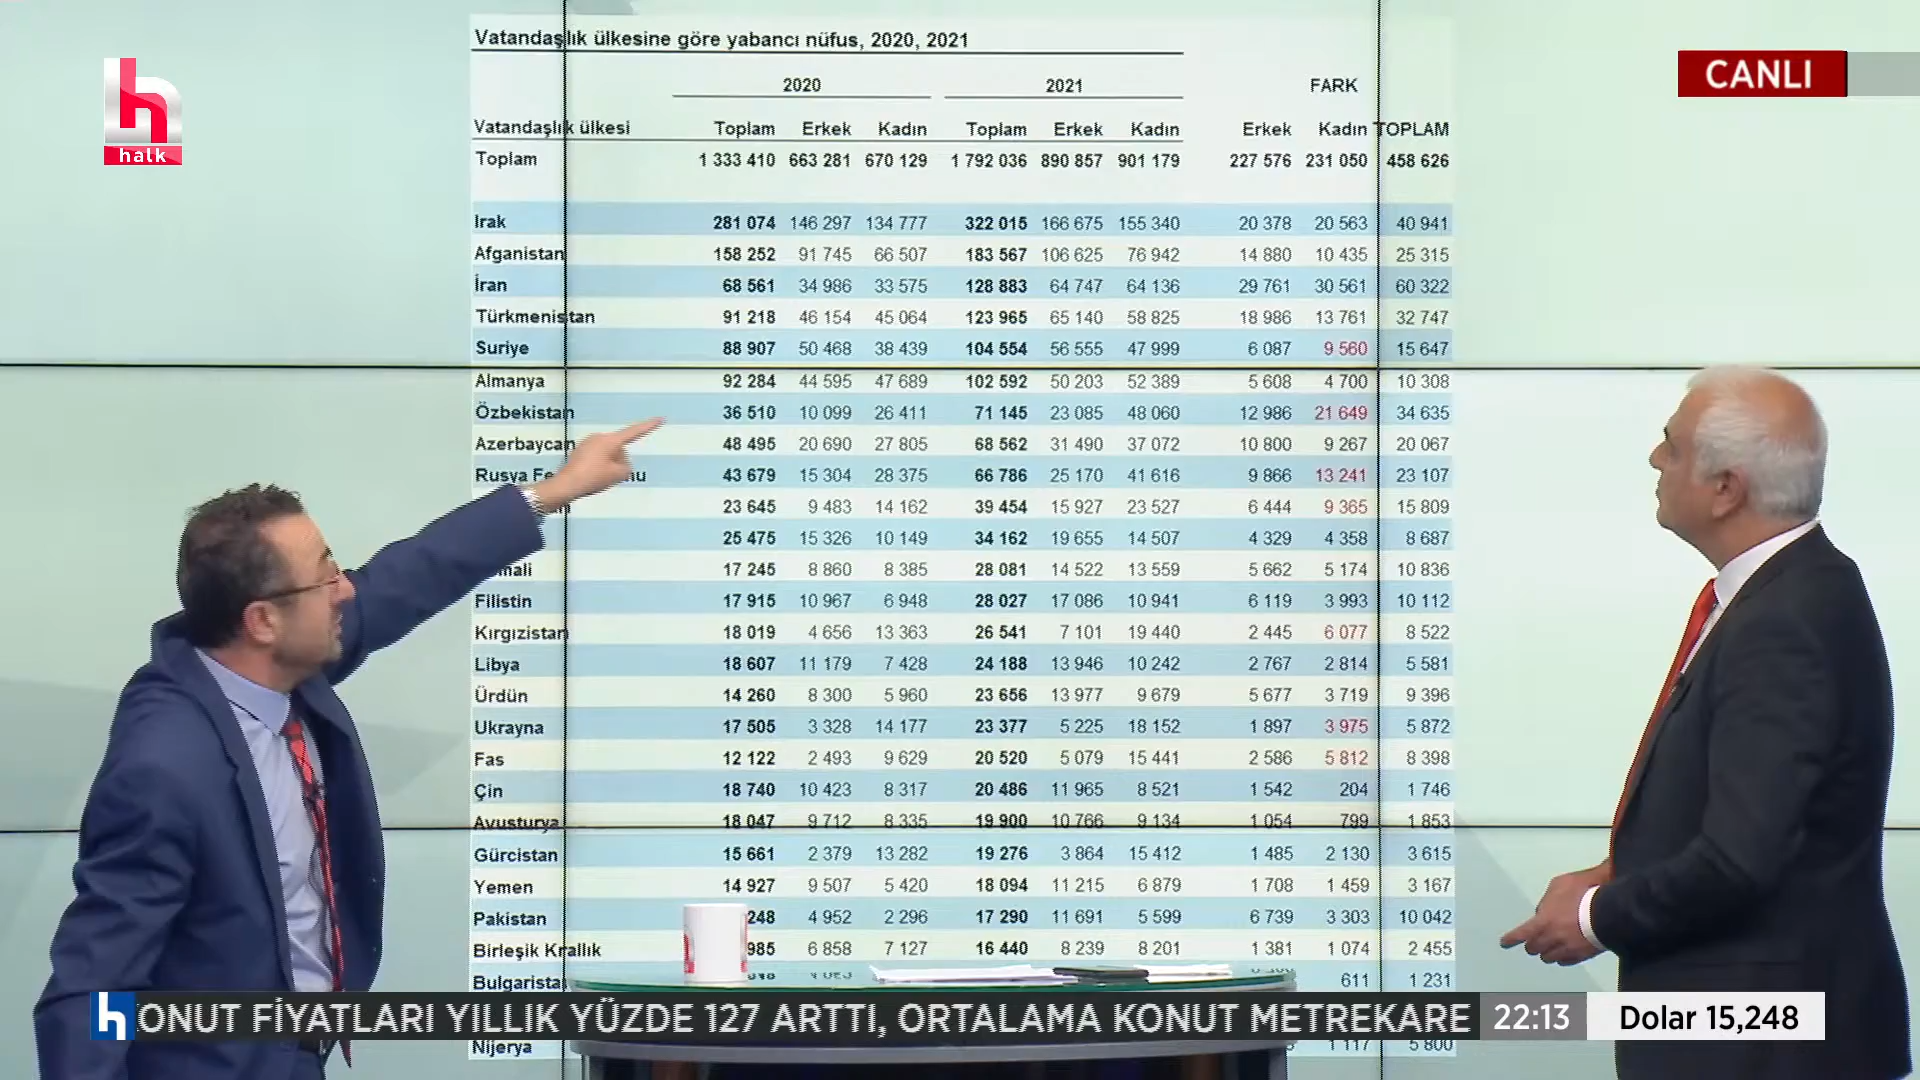 Vatandaşlık ülkesine göre yabancı nüfus, 2020, 2021
h
halk
CANLI
2020 2021 FARK
Vatandaşlık ülkesi Toplam Erkek Kadın Toplam Erkek Kadın Erkek Kadın TOPLAM
Toplam 1 333 410 663 281 670 129 1 792 036 890 857 901 179 227 576 231 050 458 626
Irak 281 074 146 297 134 777 322 015 166 675 155 340 20 378 20 563 40 941
Afganistan 158 252 91 745 66 507 183 567 106 625 76 942 14 880 10 435 25 315
İran 68 561 34 986 33 575 128 883 64 747 64 136 29 761 30 561 60 322
Türkmenistan 91 218 46 154 45 064 123 965 65 140 58 825 18 986 13 761 32 747
Suriye 88 907 50 468 38 439 104 554 56 555 47 999 6 087 9 560 15 647
Almanya 92 284 44 595 47 689 102 592 50 203 52 389 5 608 4 700 10 308
Özbekistan 36 510 10 099 26 411 71 145 23 085 48 060 12 986 21 649 34 635
Azerbaycan 48 495 20 690 27 805 68 562 31 490 37 072 10 800 9 267 20 067
Rusya 43 679 15 304 28 375 66 786 25 170 41 616 9 866 13 241 23 107
23 645 9 483 14 162 39 454 15 927 23 527 6 444 9 365 15 809
25 475 15 326 10 149 34 162 19 655 14 507 4 329 4 358 8 687
17 245 8 860 8 385 28 081 14 522 13 559 5 662 5 174 10 836
Filistin 17 915 10 967 6 948 28 027 17 086 10 941 6 119 3 993 10 112
Kırgızistan 18 019 4 656 13 363 26 541 7 101 19 440 2 445 6 077 8 522
Libya 18 607 11 179 7 428 24 188 13 946 10 242 2 767 2 814 5 581
Ürdün 14 260 8 300 5 960 23 656 13 977 9 679 5 677 3 719 9 396
Ukrayna 17 505 3 328 14 177 23 377 5 225 18 152 1 897 3 975 5 872
Fas 12 122 2 493 9 629 20 520 5 079 15 441 2 586 5 812 8 398
Çin 18 740 10 423 8 317 20 486 11 965 8 521 1 542 204 1 746
Avusturya 18 047 9 712 8 335 19 900 10 766 9 134 1 054 799 1 853
Gürcistan 15 661 2 379 13 282 19 276 3 864 15 412 1 485 2 130 3 615
Yemen 14 927 9 507 5 420 18 094 11 215 6 879 1 708 1 459 3 167
Pakistan 248 4 952 2 296 17 290 11 691 5 599 6 739 3 303 10 042
Birleşik Krallık 985 6 858 7 127 16 440 8 239 8 201 1 381 1 074 2 455
Bulgarista 611 1 231
h KONUT FİYATLARI YILLIK YÜZDE 127 ARTTI, ORTALAMA KONUT METREKARE 22:13 Dolar 15,248
Nijerya 1 117 5 800